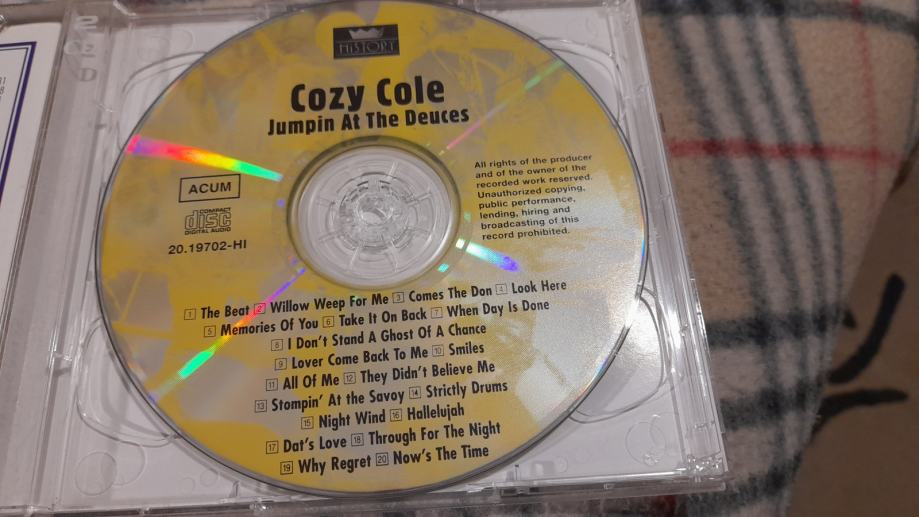 HISTORY
Cozy Cole
Jumpin At The Deuces
All rights of the producer
and of the owner of the
recorded work reserved.
Unauthorized copying,
public performance,
lending, hiring and
broadcasting of this
record prohibited.
ACUM
COMPACT
disc
DIGITAL AUDIO
20.19702-HI
1 The Beat 2 Willow Weep For Me 3 Comes The Don 4 Look Here
5 Memories Of You 6 Take It On Back 7 When Day Is Done
8 I Don't Stand A Ghost Of A Chance
9 Lover Come Back To Me 10 Smiles
11 All Of Me 12 They Didn't Believe Me
13 Stompin' At the Savoy 14 Strictly Drums
15 Night Wind 16 Hallelujah
17 Dat's Love 18 Through For The Night
19 Why Regret 20 Now's The Time